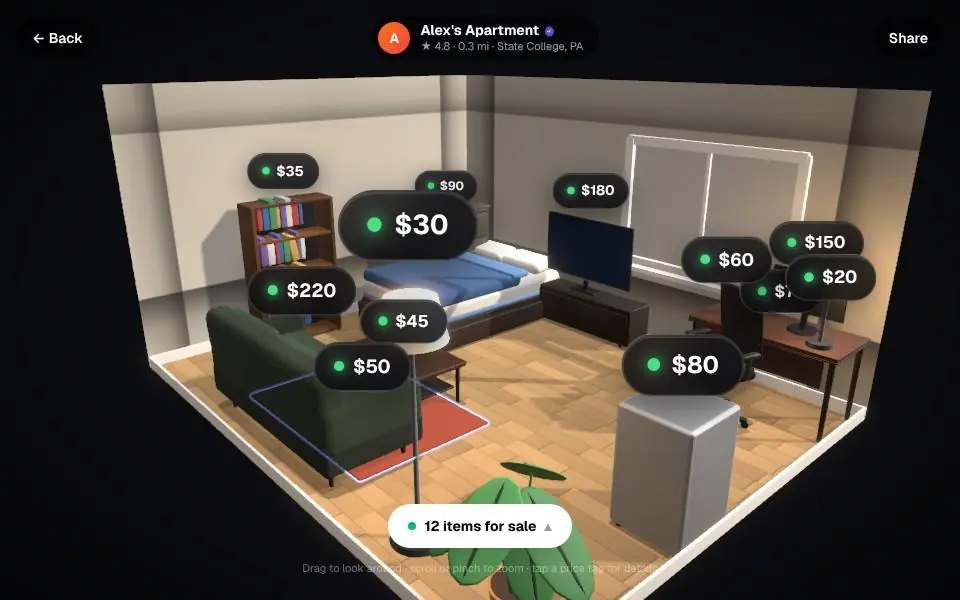 ← Back
A
Alex's Apartment
★ 4.8 · 0.3 mi · State College, PA
Share
$35
$90
$180
$30
$150
$60
$20
$220
$45
$50
$80
12 items for sale ▲
Drag to look around · scroll or pinch to zoom · tap a price tag for details